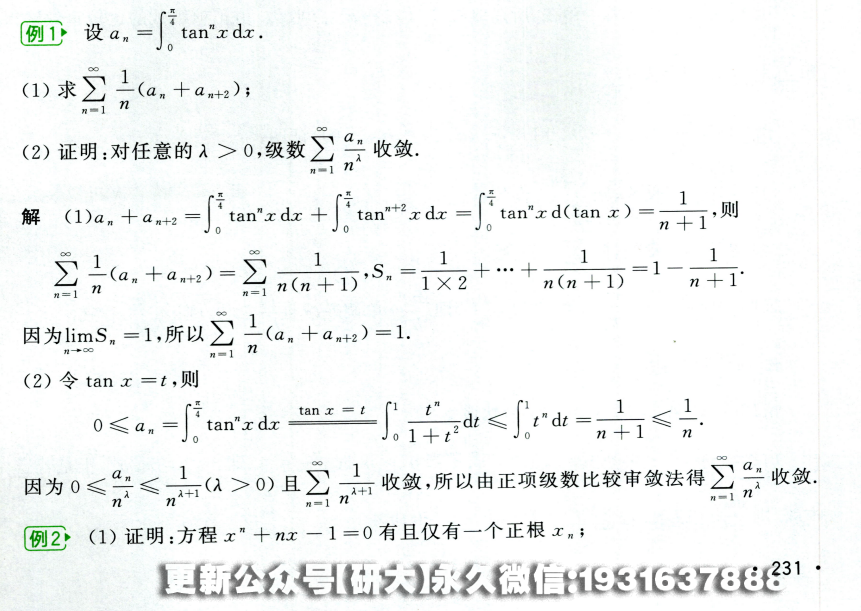 例1 设 $a_n=\int_0^{\frac{\pi}{4}}\tan^n x\,dx$.
(1) 求 $\sum_{n=1}^{\infty}\frac{1}{n}(a_n+a_{n+2})$;
(2) 证明:对任意的 $\lambda>0$,级数 $\sum_{n=1}^{\infty}\frac{a_n}{n^{\lambda}}$ 收敛.
解 (1)$a_n+a_{n+2}=\int_0^{\frac{\pi}{4}}\tan^n x\,dx+\int_0^{\frac{\pi}{4}}\tan^{n+2}x\,dx=\int_0^{\frac{\pi}{4}}\tan^n x\,d(\tan x)=\frac{1}{n+1}$,则
$\sum_{n=1}^{\infty}\frac{1}{n}(a_n+a_{n+2})=\sum_{n=1}^{\infty}\frac{1}{n(n+1)},S_n=\frac{1}{1\times 2}+\cdots+\frac{1}{n(n+1)}=1-\frac{1}{n+1}$.
因为$\lim_{n\to\infty}S_n=1$,所以$\sum_{n=1}^{\infty}\frac{1}{n}(a_n+a_{n+2})=1$.
(2) 令 $\tan x=t$,则
$0\leqslant a_n=\int_0^{\frac{\pi}{4}}\tan^n x\,dx\xlongequal{\tan x=t}\int_0^1\frac{t^n}{1+t^2}dt\leqslant\int_0^1 t^n dt=\frac{1}{n+1}\leqslant\frac{1}{n}$.
因为 $0\leqslant\frac{a_n}{n^{\lambda}}\leqslant\frac{1}{n^{\lambda+1}}(\lambda>0)$ 且 $\sum_{n=1}^{\infty}\frac{1}{n^{\lambda+1}}$ 收敛,所以由正项级数比较审敛法得 $\sum_{n=1}^{\infty}\frac{a_n}{n^{\lambda}}$ 收敛.
例2 (1) 证明:方程 $x^n+nx-1=0$ 有且仅有一个正根 $x_n$;
· 231 ·
更新公众号【研大】永久微信:1931637888